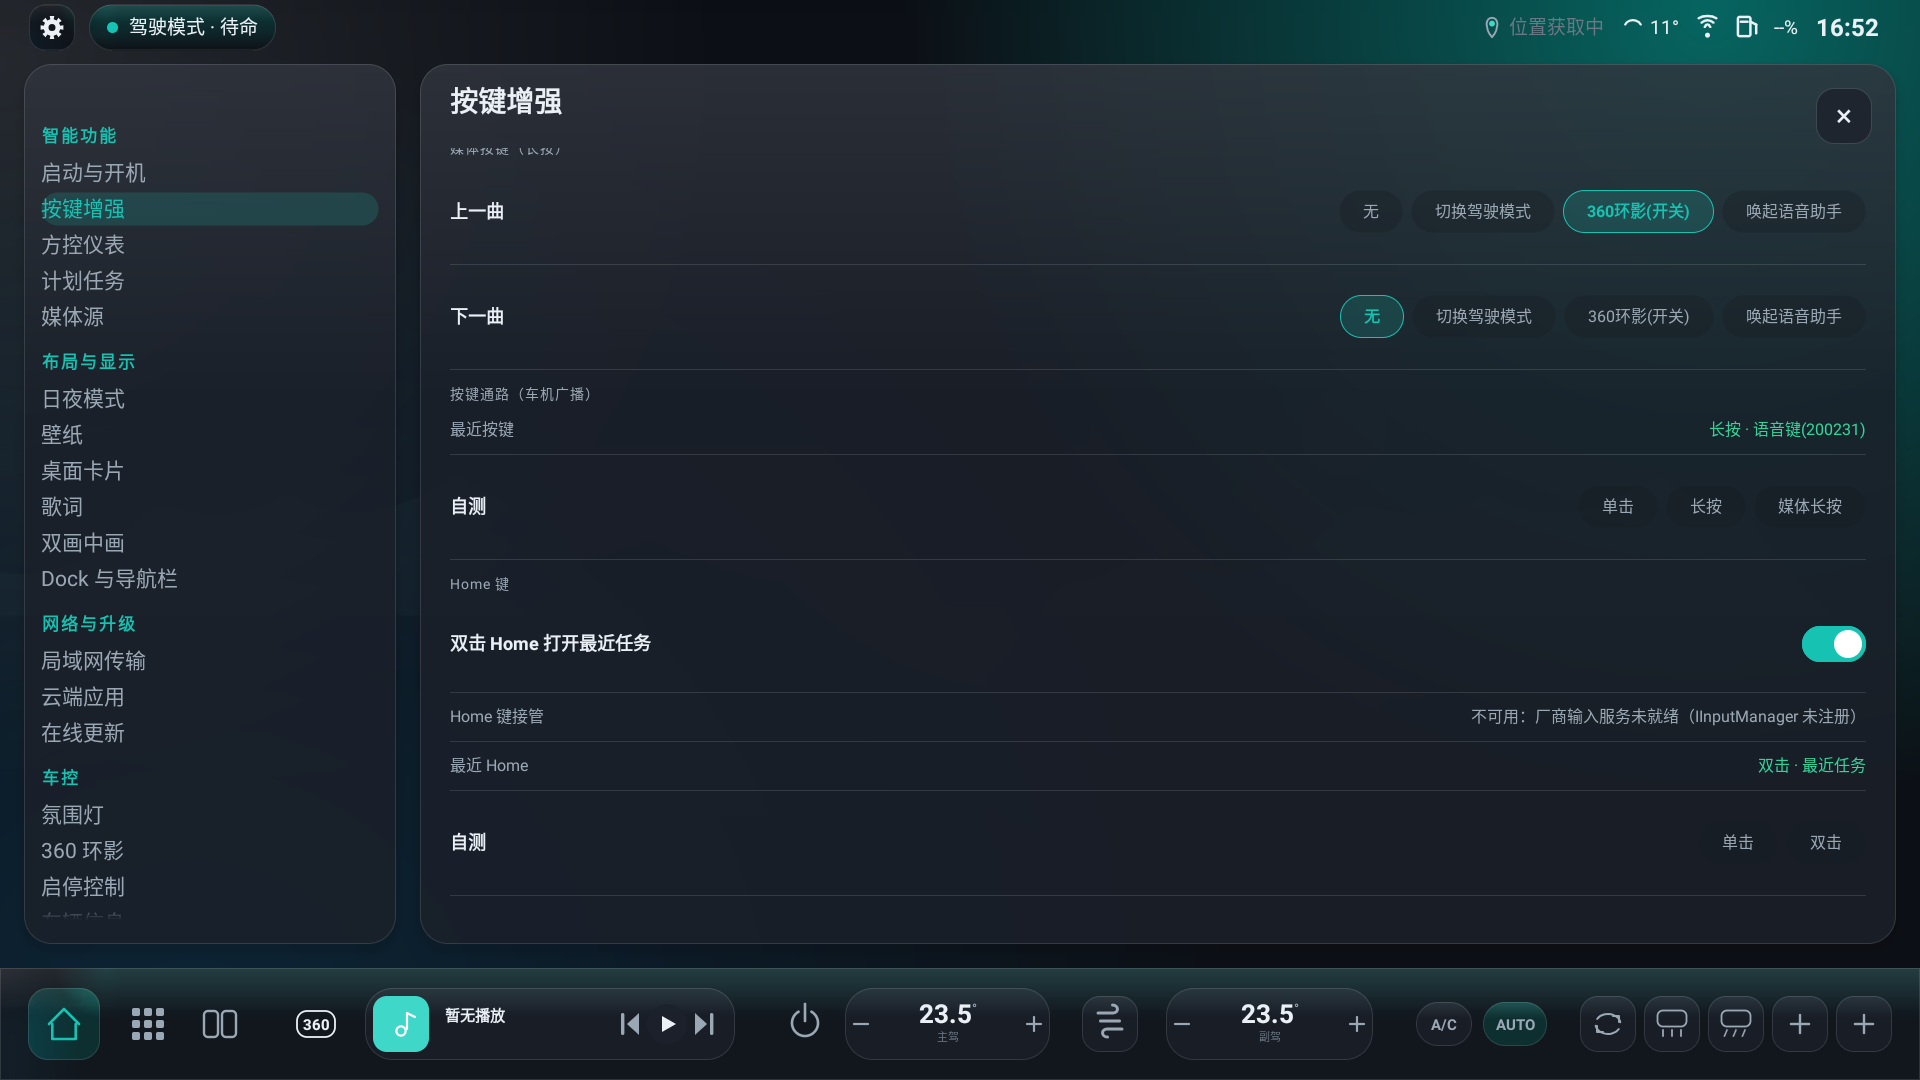 驾驶模式 · 待命
位置获取中
11°
--%
16:52
智能功能
启动与开机
按键增强
方控仪表
计划任务
媒体源
布局与显示
日夜模式
壁纸
桌面卡片
歌词
双画中画
Dock 与导航栏
网络与升级
局域网传输
云端应用
在线更新
车控
氛围灯
360 环影
启停控制
车辆信息
按键增强
媒体按键（长按）
上一曲
无
切换驾驶模式
360环影(开关)
唤起语音助手
下一曲
无
切换驾驶模式
360环影(开关)
唤起语音助手
按键通路（车机广播）
最近按键
长按 · 语音键(200231)
自测
单击
长按
媒体长按
Home 键
双击 Home 打开最近任务
Home 键接管
不可用：厂商输入服务未就绪（IInputManager 未注册）
最近 Home
双击 · 最近任务
自测
单击
双击
360
暂无播放
23.5°
主驾
23.5°
副驾
A/C
AUTO